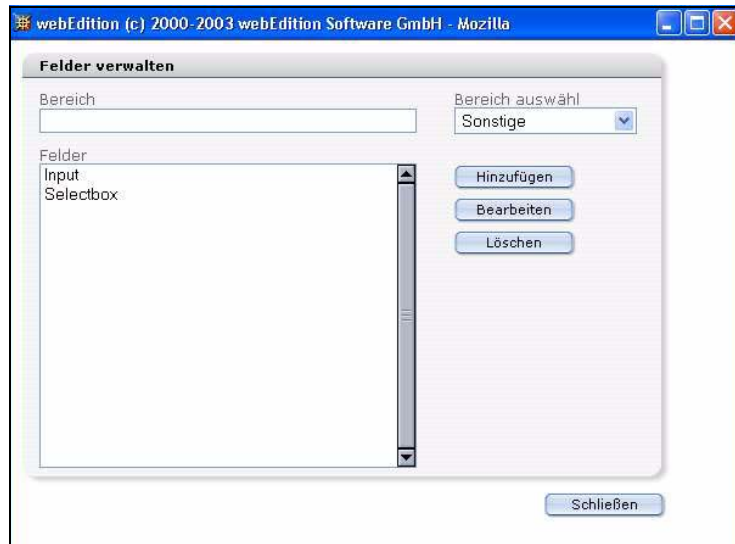 webEdition (c) 2000-2003 webEdition Software GmbH - Mozilla
Felder verwalten
Bereich
Bereich auswähl
Sonstige
Felder
Input
Selectbox
Hinzufügen
Bearbeiten
Löschen
Schließen